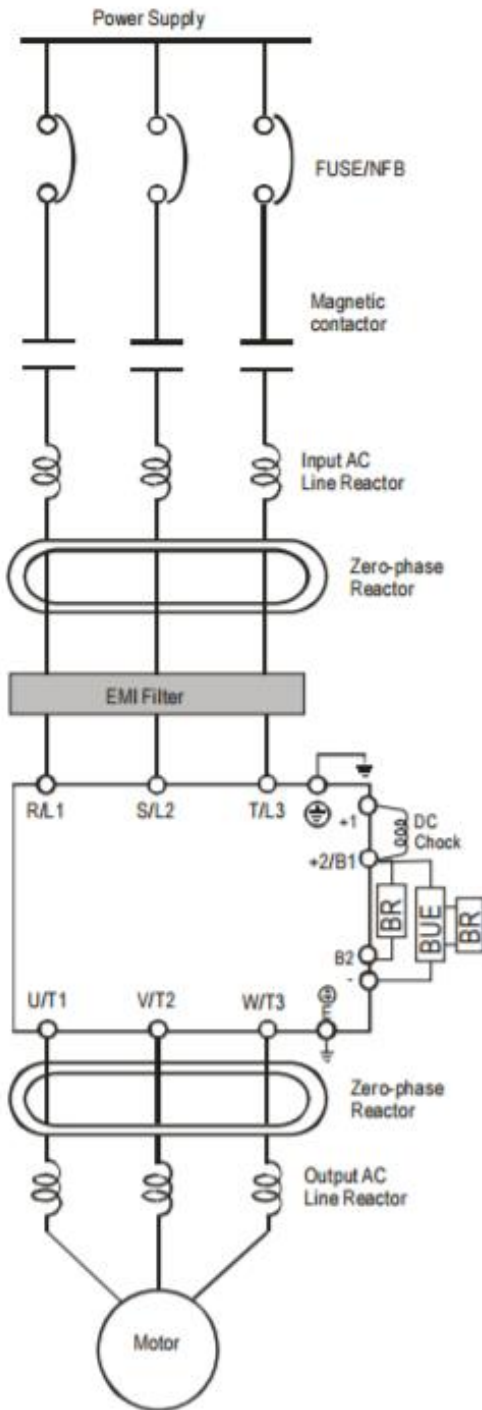 Power Supply
FUSE/NFB
Magnetic
contactor
Input AC
Line Reactor
Zero-phase
Reactor
EMI Filter
R/L1 S/L2 T/L3
+1
DC
Chock
+2/B1
BR
BUE
BR
B2
-
U/T1 V/T2 W/T3
E
Zero-phase
Reactor
Output AC
Line Reactor
Motor